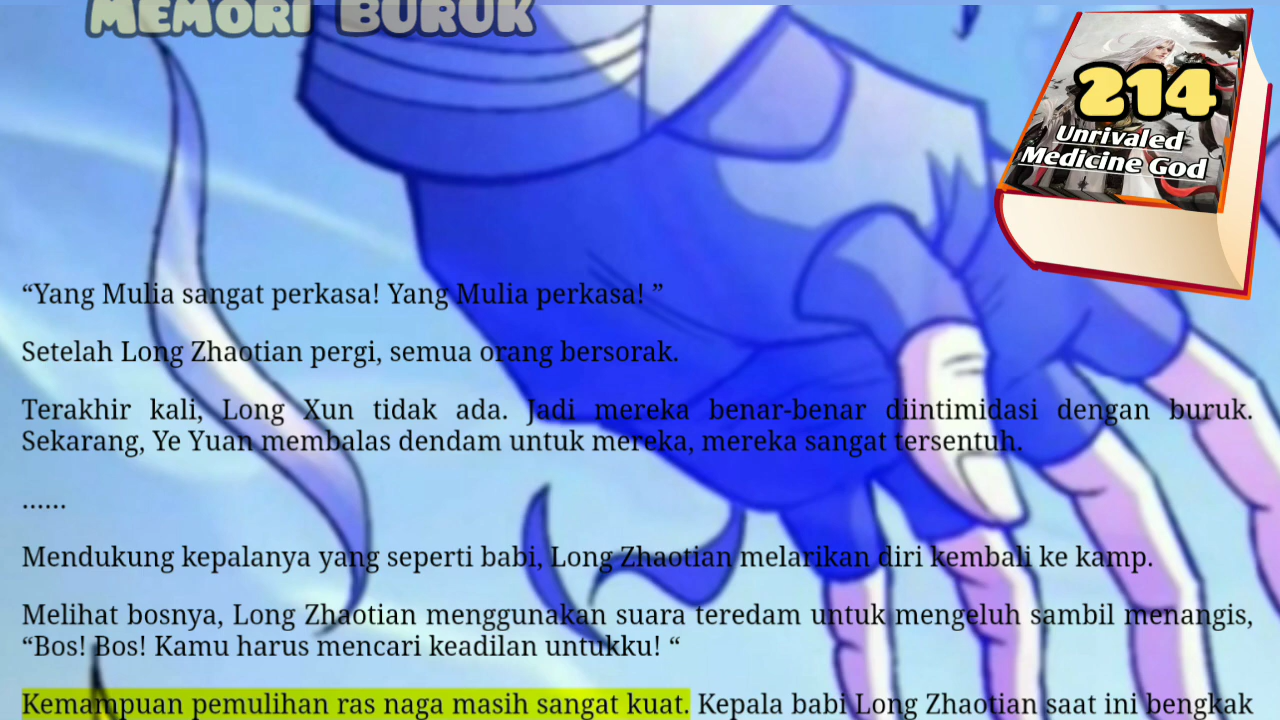 MEMORI BURUK
214
Unrivaled
Medicine God
“Yang Mulia sangat perkasa! Yang Mulia perkasa! ”
Setelah Long Zhaotian pergi, semua orang bersorak.
Terakhir kali, Long Xun tidak ada. Jadi mereka benar-benar diintimidasi dengan buruk.
Sekarang, Ye Yuan membalas dendam untuk mereka, mereka sangat tersentuh.
......
Mendukung kepalanya yang seperti babi, Long Zhaotian melarikan diri kembali ke kamp.
Melihat bosnya, Long Zhaotian menggunakan suara teredam untuk mengeluh sambil menangis,
“Bos! Bos! Kamu harus mencari keadilan untukku! “
Kemampuan pemulihan ras naga masih sangat kuat. Kepala babi Long Zhaotian saat ini bengkak